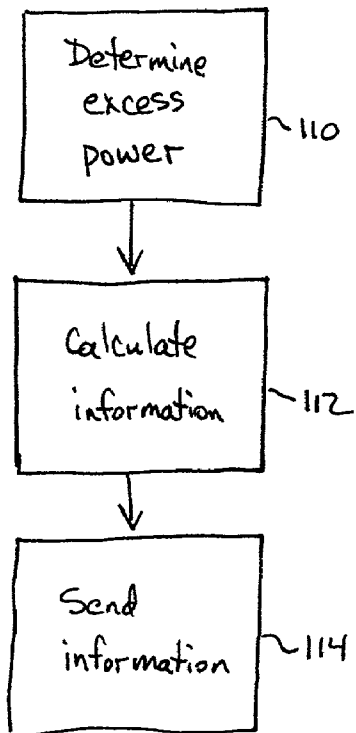 Determine
excess
power
110
Calculate
information
112
Send
information
114